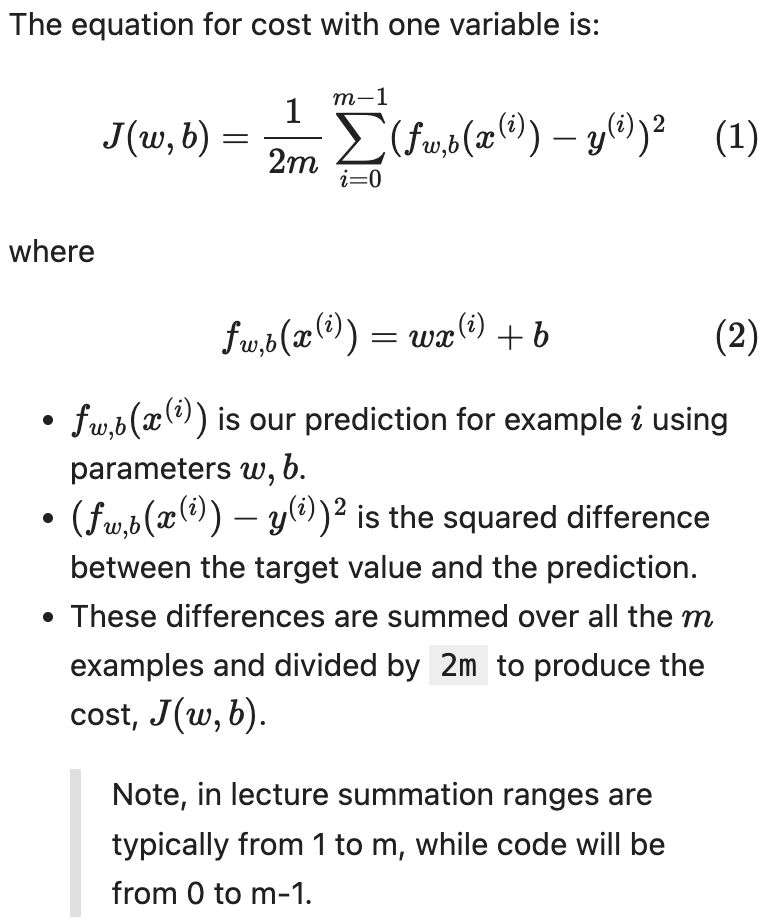 The equation for cost with one variable is:
J(w, b) = \frac{1}{2m} \sum_{i=0}^{m-1} (f_{w,b}(x^{(i)}) − y^{(i)})^2 (1)
where
f_{w,b}(x^{(i)}) = wx^{(i)} + b (2)
• f_{w,b}(x^{(i)}) is our prediction for example i using
parameters w, b.
• (f_{w,b}(x^{(i)}) − y^{(i)})^2 is the squared difference
between the target value and the prediction.
• These differences are summed over all the m
examples and divided by 2m to produce the
cost, J(w, b).
Note, in lecture summation ranges are
typically from 1 to m, while code will be
from 0 to m-1.